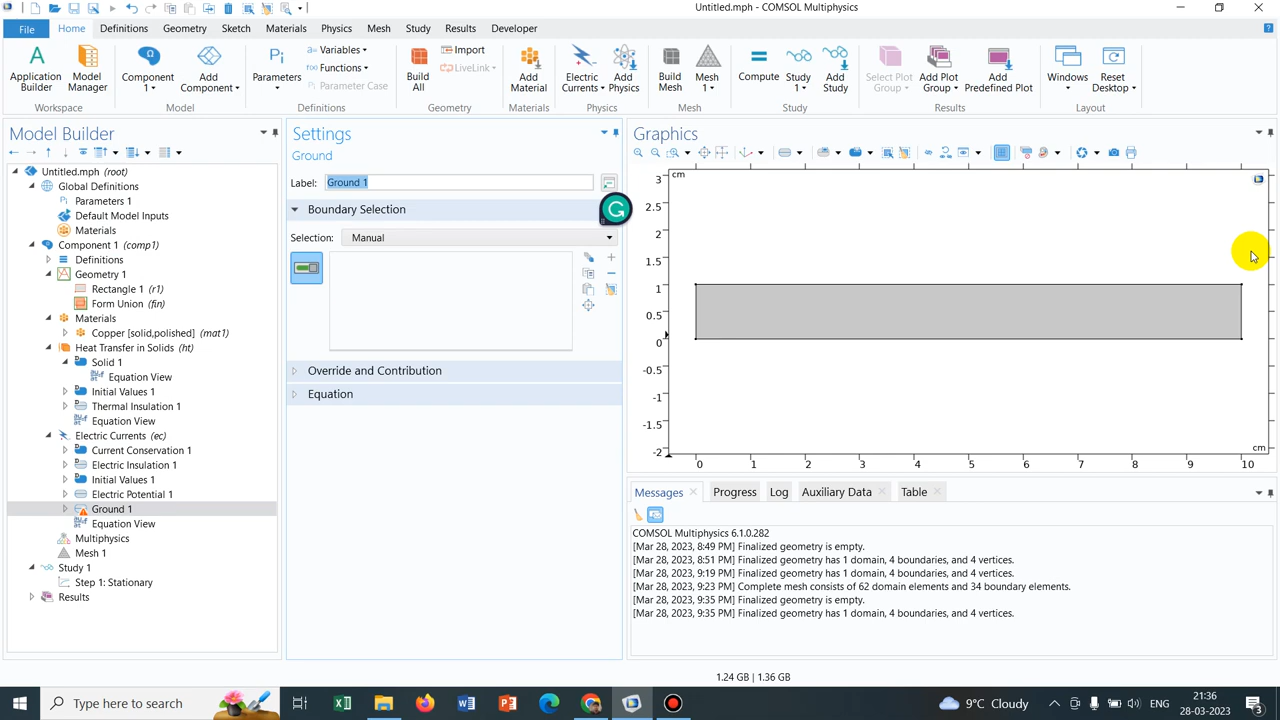 Untitled.mph - COMSOL Multiphysics
File Home Definitions Geometry Sketch Materials Physics Mesh Study Results Developer
Application Builder
Model Manager
Workspace
Component 1
Add Component
Model
Pi
Parameters
a= Variables
f(x) Functions
Pi Parameter Case
Definitions
Build All
Import
LiveLink
Geometry
Add Material
Materials
Electric Currents
Add Physics
Physics
Build Mesh
Mesh 1
Mesh
Compute
Study 1
Add Study
Study
Select Plot Group
Add Plot Group
Add Predefined Plot
Results
Windows
Reset Desktop
Layout
Model Builder
Untitled.mph (root)
Global Definitions
Pi Parameters 1
Default Model Inputs
Materials
Component 1 (comp1)
Definitions
Geometry 1
Rectangle 1 (r1)
Form Union (fin)
Materials
Copper [solid,polished] (mat1)
Heat Transfer in Solids (ht)
Solid 1
Equation View
Initial Values 1
Thermal Insulation 1
Equation View
Electric Currents (ec)
Current Conservation 1
Electric Insulation 1
Initial Values 1
Electric Potential 1
Ground 1
Equation View
Multiphysics
Mesh 1
Study 1
Step 1: Stationary
Results
Settings
Ground
Label: Ground 1
Boundary Selection
Selection: Manual
Override and Contribution
Equation
Graphics
cm
3
2.5
2
1.5
1
0.5
0
-0.5
-1
-1.5
-2
cm
0 1 2 3 4 5 6 7 8 9 10
Messages Progress Log Auxiliary Data Table
COMSOL Multiphysics 6.1.0.282
[Mar 28, 2023, 8:49 PM] Finalized geometry is empty.
[Mar 28, 2023, 8:51 PM] Finalized geometry has 1 domain, 4 boundaries, and 4 vertices.
[Mar 28, 2023, 9:19 PM] Finalized geometry has 1 domain, 4 boundaries, and 4 vertices.
[Mar 28, 2023, 9:23 PM] Complete mesh consists of 62 domain elements and 34 boundary elements.
[Mar 28, 2023, 9:35 PM] Finalized geometry is empty.
[Mar 28, 2023, 9:35 PM] Finalized geometry has 1 domain, 4 boundaries, and 4 vertices.
1.24 GB | 1.36 GB
Type here to search
9°C Cloudy
ENG
21:36
28-03-2023
3